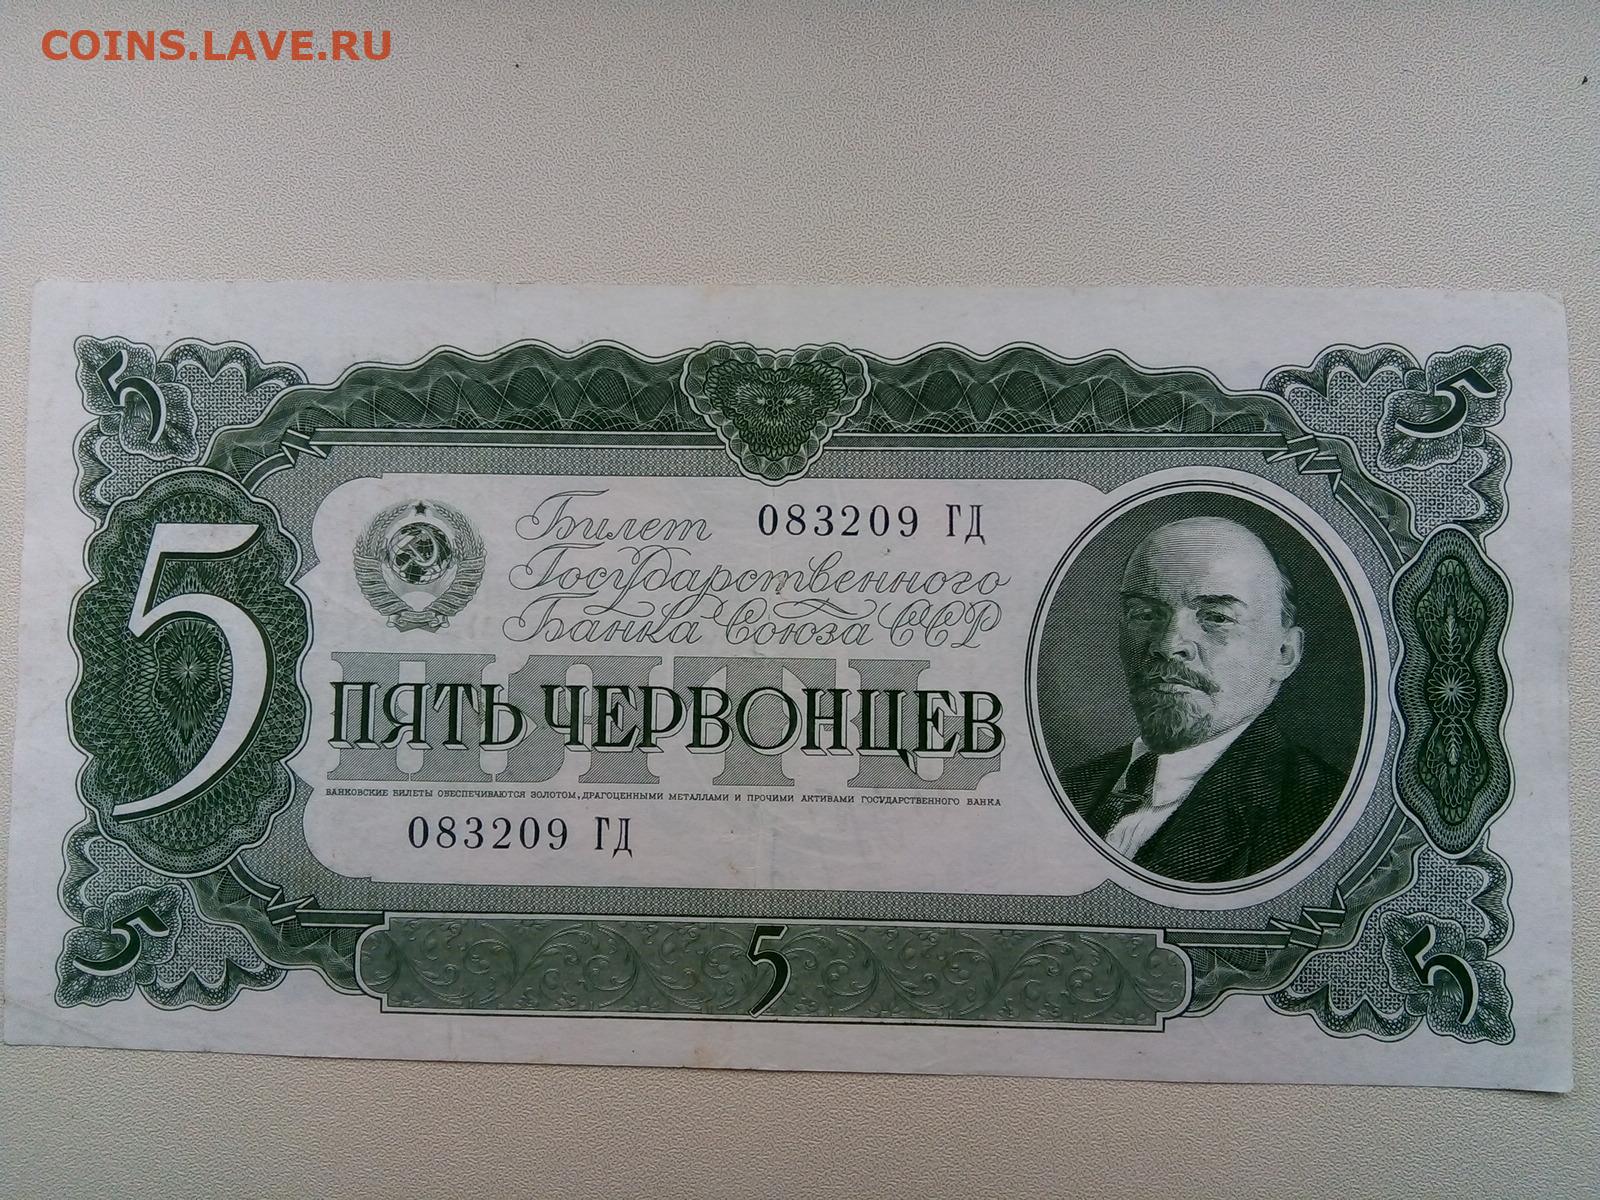 COINS.LAVE.RU
5 5
Билет 083209 ГД
Государственного
Банка Союза ССР
5
ПЯТЬ
ПЯТЬ ЧЕРВОНЦЕВ
БАНКОВСКИЕ БИЛЕТЫ ОБЕСПЕЧИВАЮТСЯ ЗОЛОТОМ, ДРАГОЦЕННЫМИ МЕТАЛЛАМИ И ПРОЧИМИ АКТИВАМИ ГОСУДАРСТВЕННОГО БАНКА
083209 ГД
5 5 5